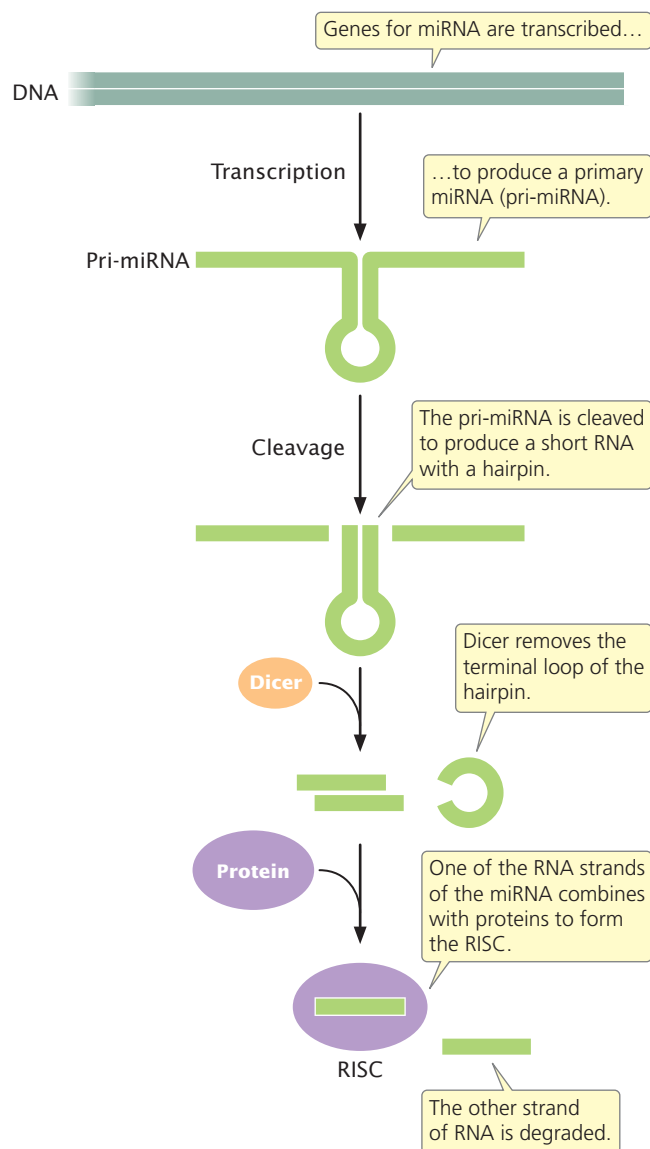 Genes for miRNA are transcribed…
DNA
Transcription
…to produce a primary
miRNA (pri-miRNA).
Pri-miRNA
The pri-miRNA is cleaved
to produce a short RNA
with a hairpin.
Cleavage
Dicer removes the
terminal loop of the
hairpin.
Dicer
Protein
One of the RNA strands
of the miRNA combines
with proteins to form
the RISC.
RISC
The other strand
of RNA is degraded.